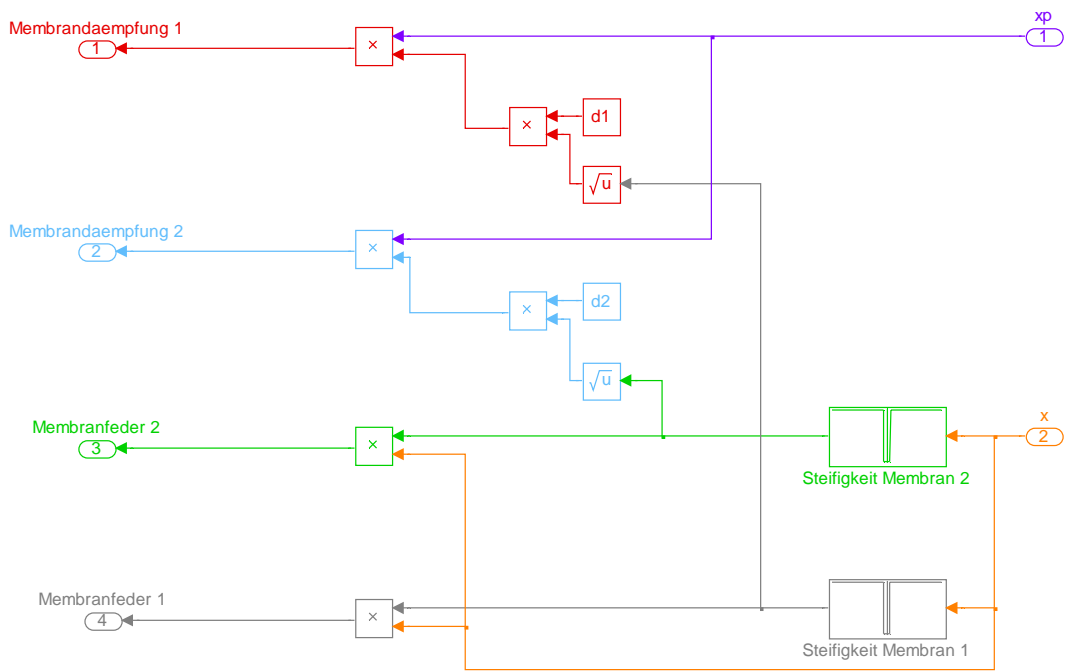 Membrandaempfung 1
1
×
xp
1
×
d1
√u
Membrandaempfung 2
2
×
×
d2
√u
Membranfeder 2
3
×
Steifigkeit Membran 2
x
2
Membranfeder 1
4
×
Steifigkeit Membran 1